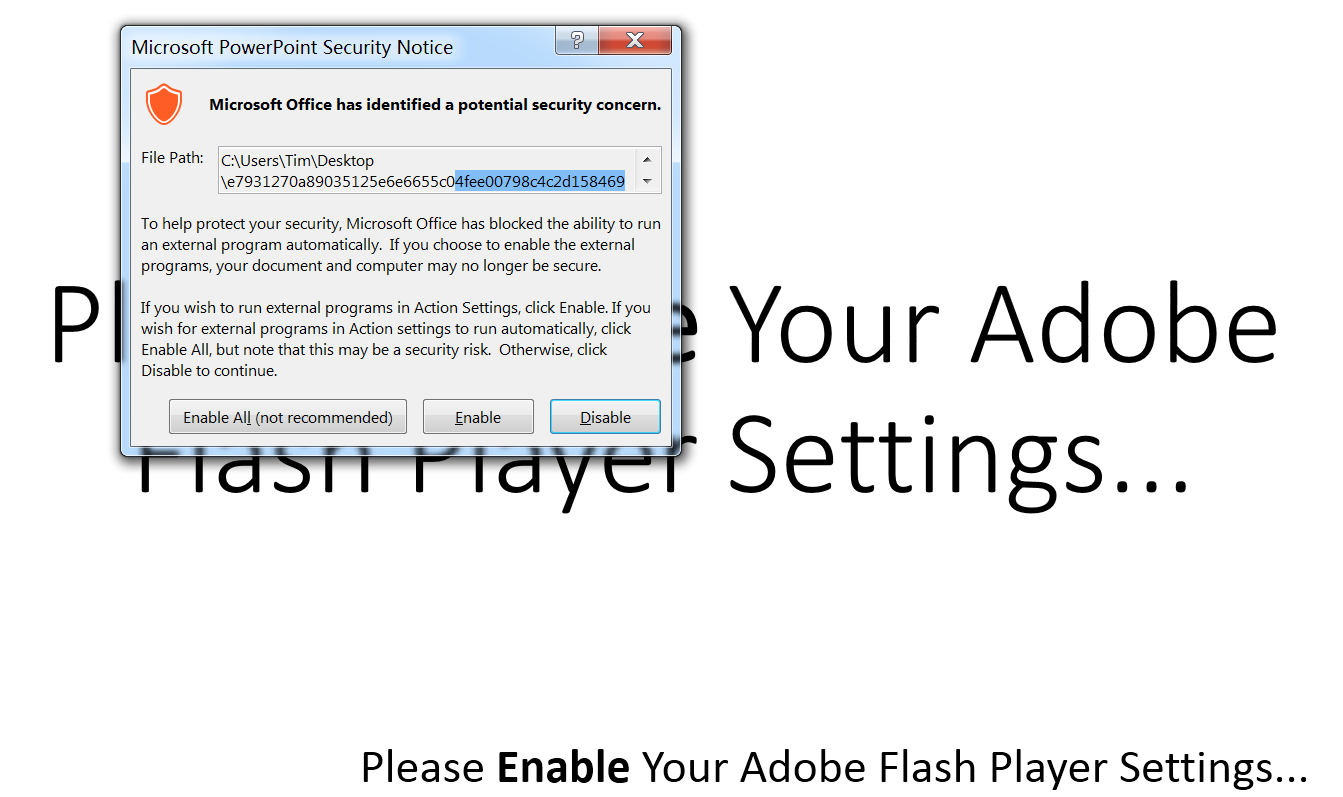 Microsoft PowerPoint Security Notice
Microsoft Office has identified a potential security concern.
File Path:
C:\Users\Tim\Desktop
\e7931270a89035125e6e6655c04fee00798c4c2d158469
To help protect your security, Microsoft Office has blocked the ability to run
an external program automatically.  If you choose to enable the external
programs, your document and computer may no longer be secure.
If you wish to run external programs in Action Settings, click Enable. If you
wish for external programs in Action settings to run automatically, click
Enable All, but note that this may be a security risk.  Otherwise, click
Disable to continue.
Enable All (not recommended)
Enable
Disable
Your Adobe
Flash Player Settings...
Please Enable Your Adobe Flash Player Settings...